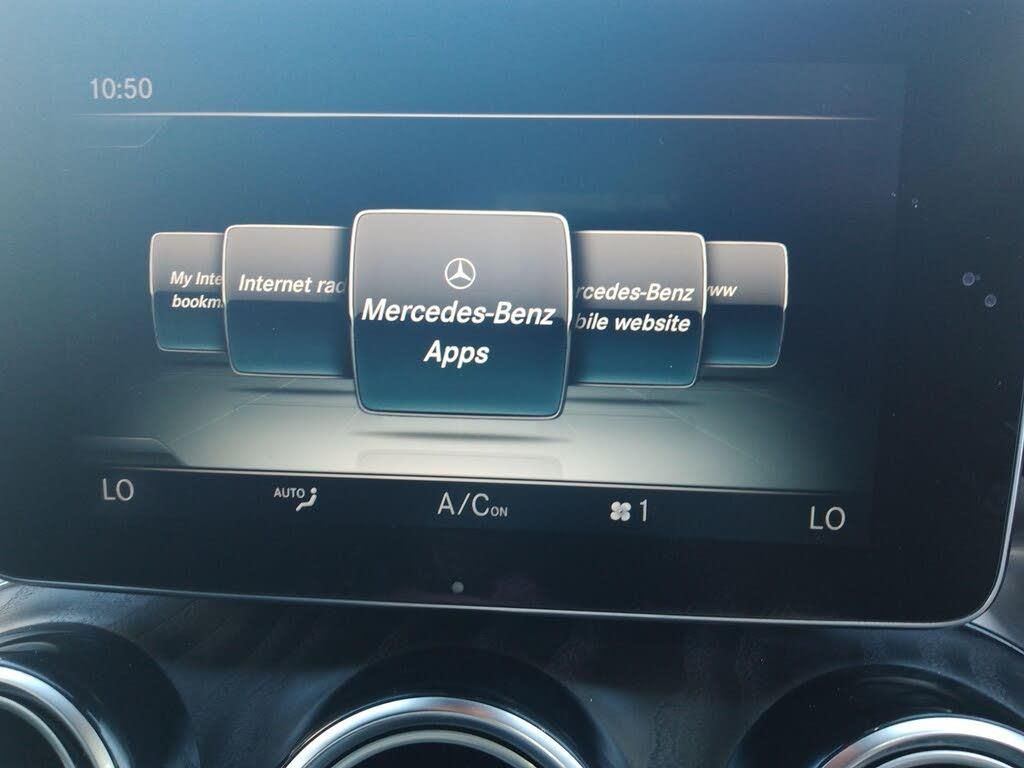 10:50
My Inte
bookm
Internet rad
Mercedes-Benz
Apps
rcedes-Benz
bile website
ww
LO
AUTO
A/C ON
1
LO